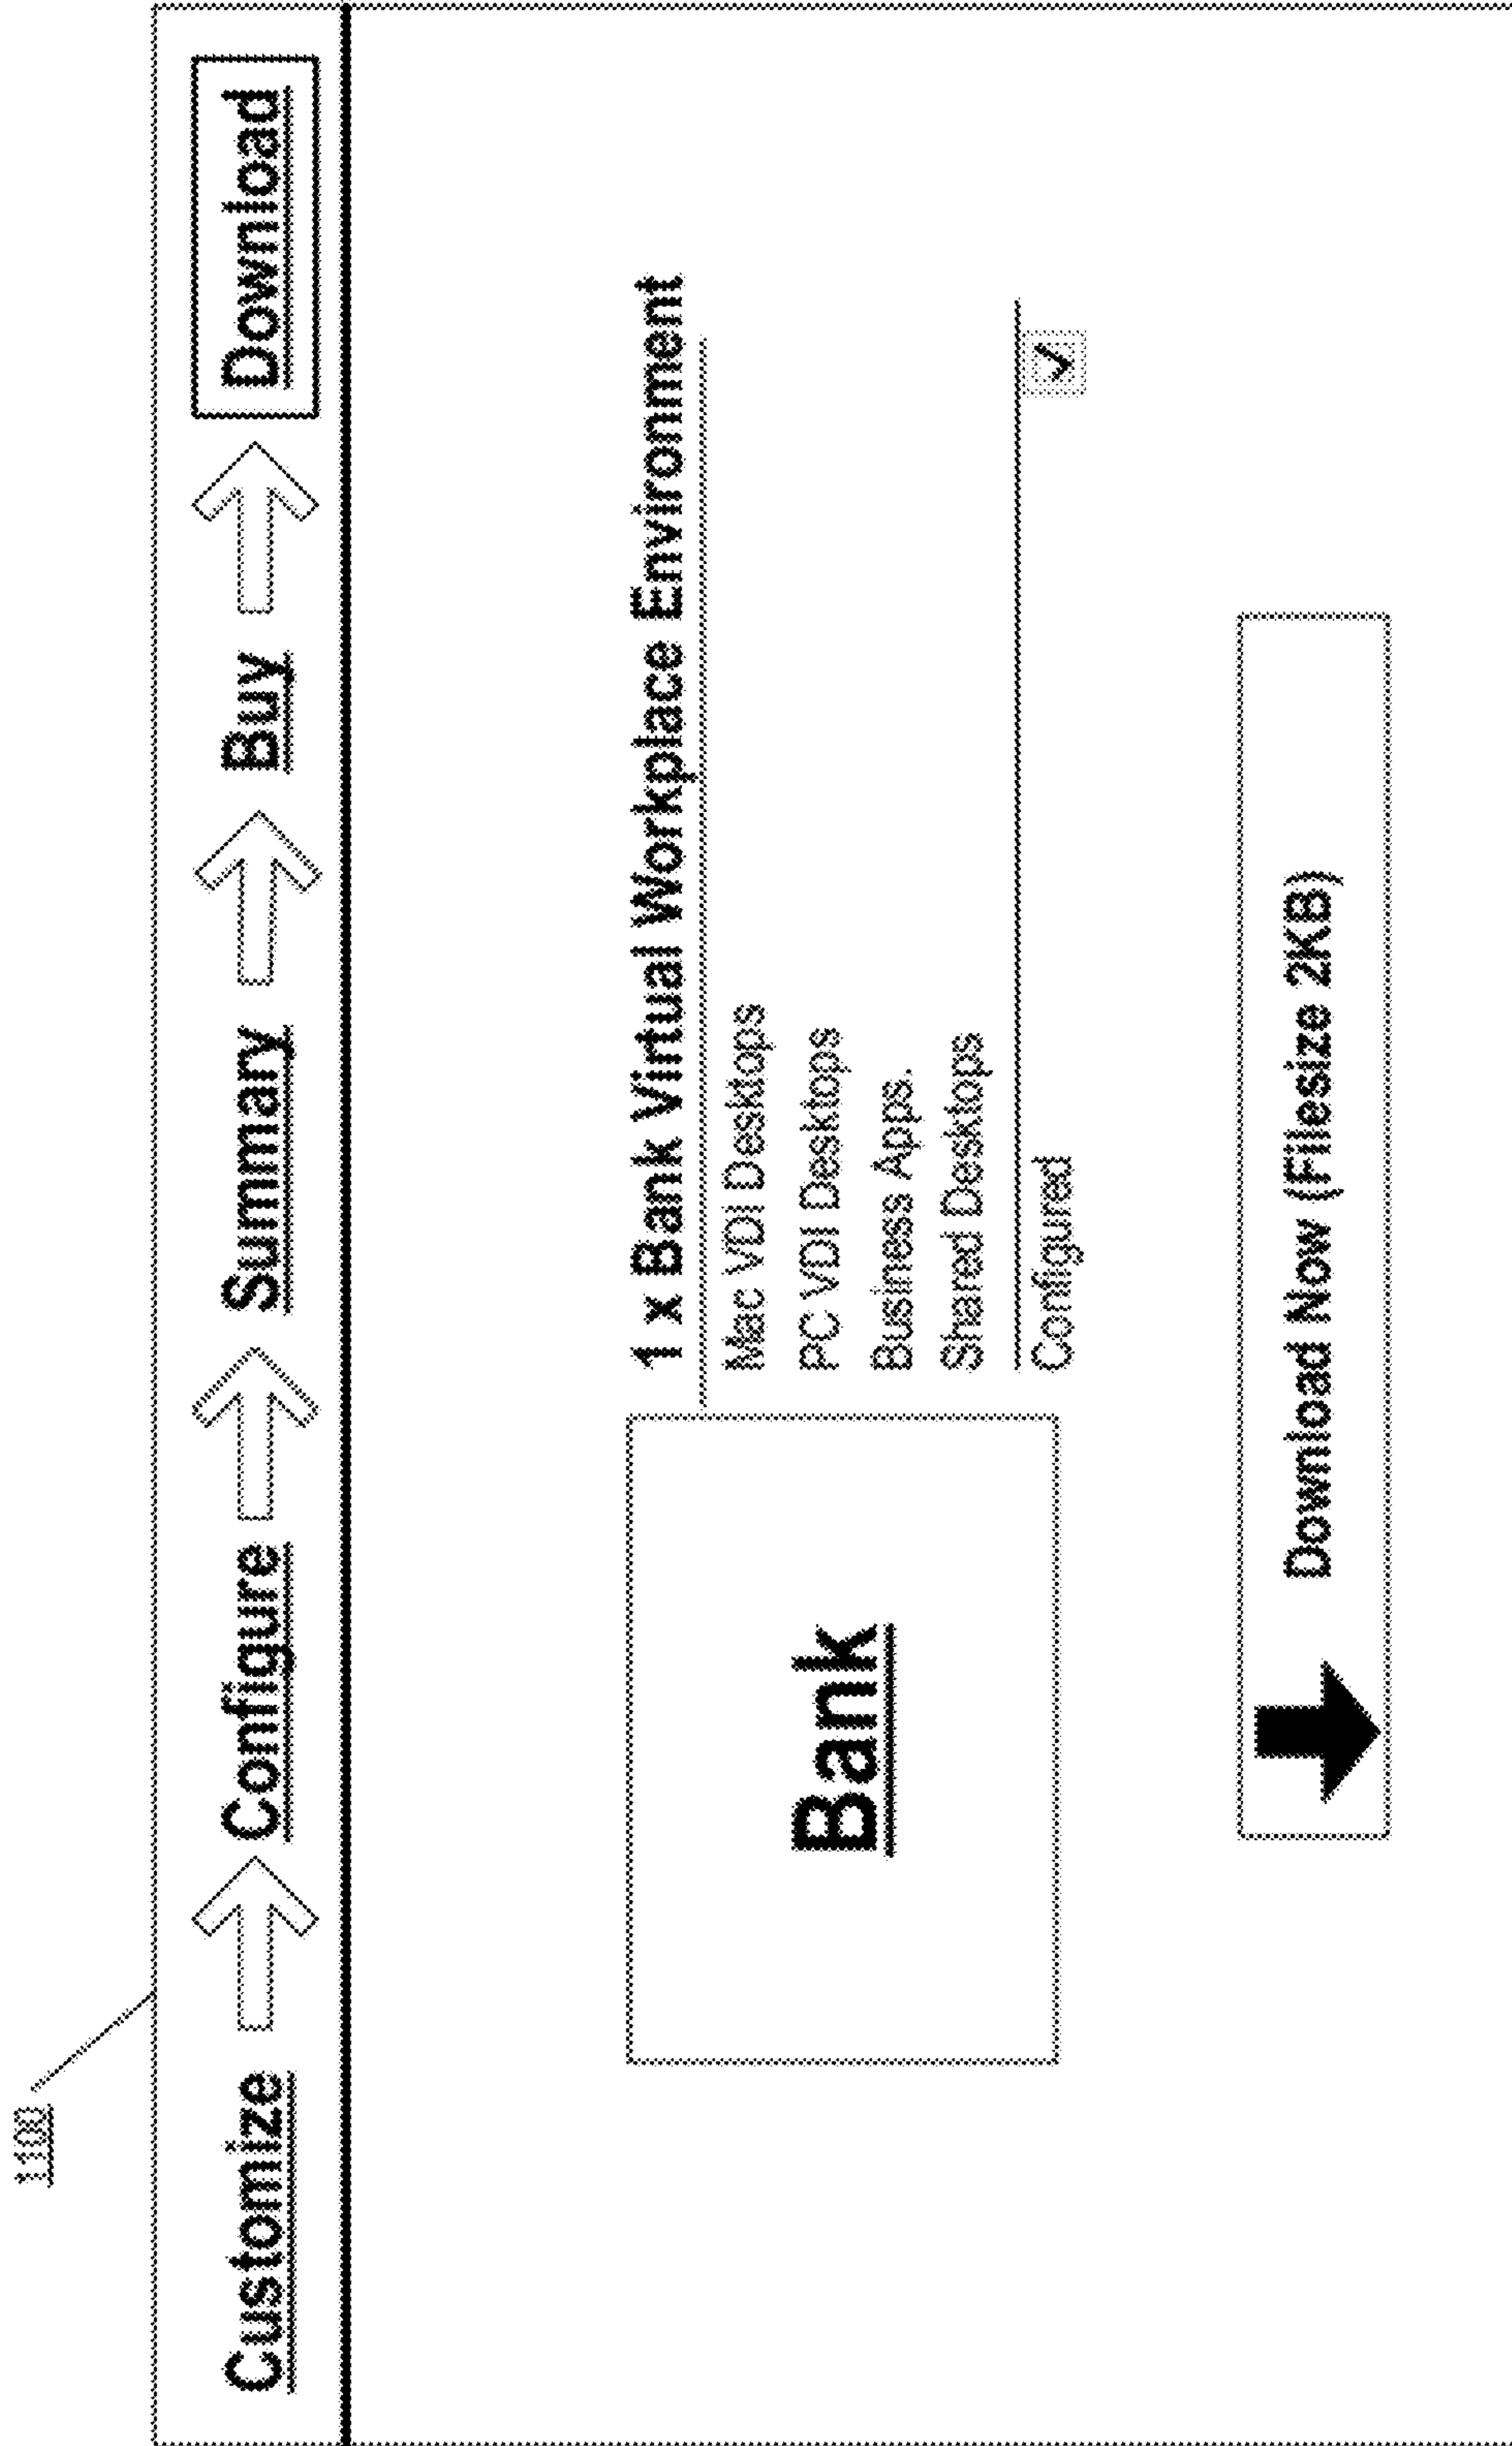 1100
Customize Configure Summary Buy Download
1 x Bank Virtual Workplace Environment
Mac VDI Desktops
PC VDI Desktops
Business Apps.
Shared Desktops
Configured
Bank
Download Now (Filesize 2KB)